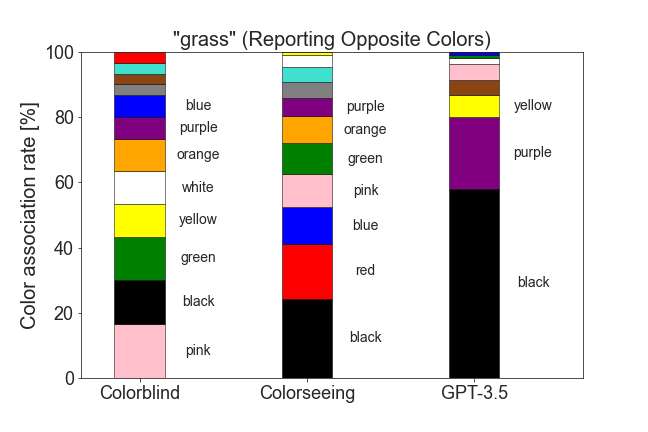 "grass" (Reporting Opposite Colors)
Color association rate [%]
100
80
60
40
20
0
blue
purple
orange
white
yellow
green
black
pink
purple
orange
green
pink
blue
red
black
yellow
purple
black
Colorblind
Colorseeing
GPT-3.5